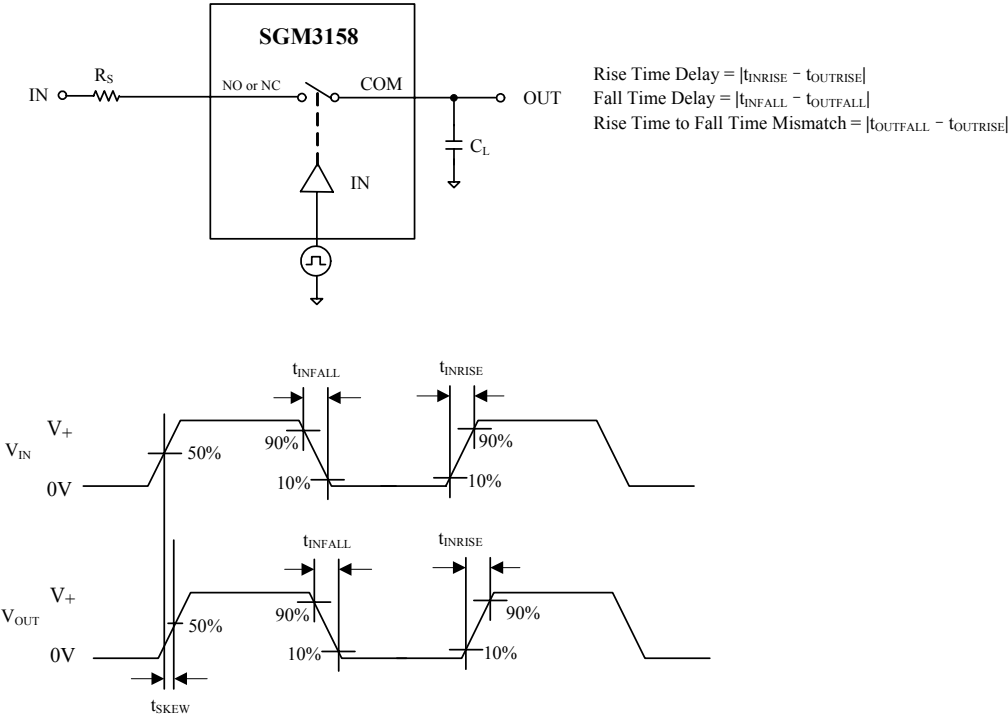 SGM3158
IN
RS
NO or NC
COM
OUT
CL
IN
Rise Time Delay = |tINRISE - tOUTRISE|
Fall Time Delay = |tINFALL - tOUTFALL|
Rise Time to Fall Time Mismatch = |tOUTFALL - tOUTRISE|
tINFALL
tINRISE
V+
VIN
0V
50%
90%
10%
90%
10%
tINFALL
tINRISE
V+
VOUT
0V
50%
90%
10%
90%
10%
tSKEW